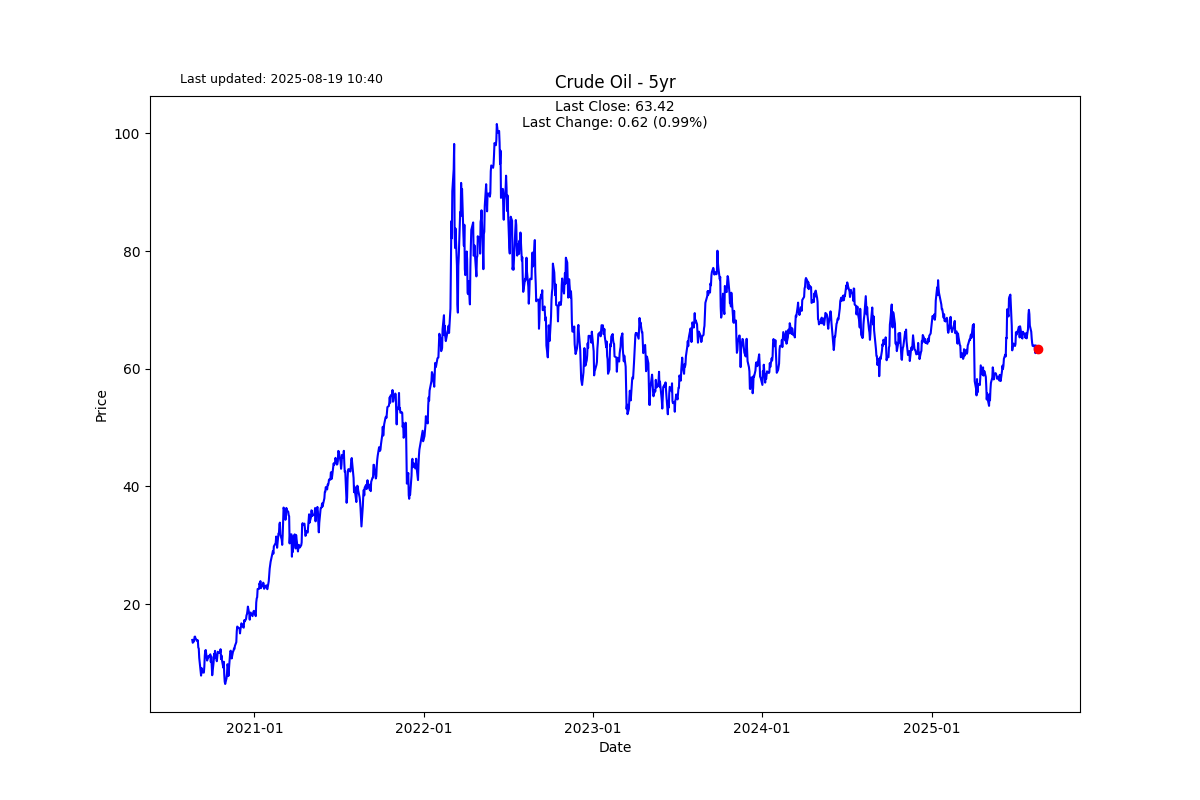 Last updated: 2025-08-19 10:40
Crude Oil - 5yr
Last Close: 63.42
Last Change: 0.62 (0.99%)
100
80
60
40
20
Price
2021-01
2022-01
2023-01
2024-01
2025-01
Date